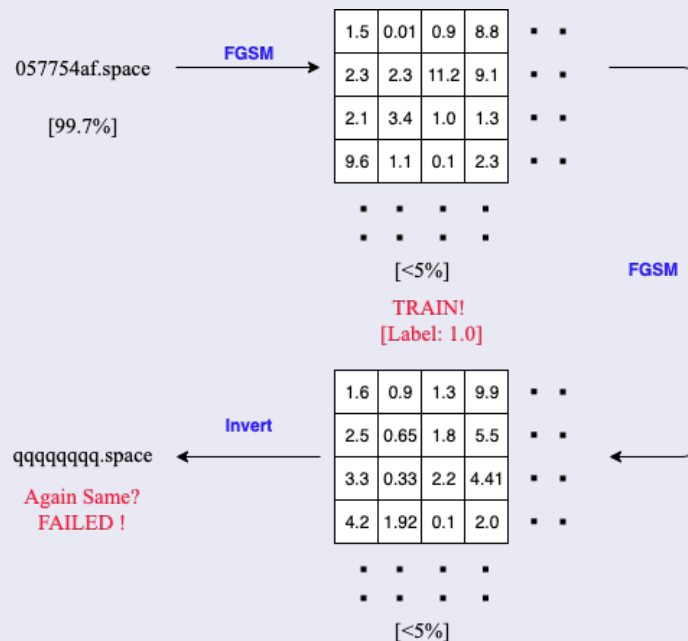 057754af.space
[99.7%]
FGSM
1.5 0.01 0.9 8.8
2.3 2.3 11.2 9.1
2.1 3.4 1.0 1.3
9.6 1.1 0.1 2.3
[<5%]
TRAIN!
[Label: 1.0]
FGSM
1.6 0.9 1.3 9.9
2.5 0.65 1.8 5.5
3.3 0.33 2.2 4.41
4.2 1.92 0.1 2.0
[<5%]
Invert
qqqqqqqq.space
Again Same?
FAILED !